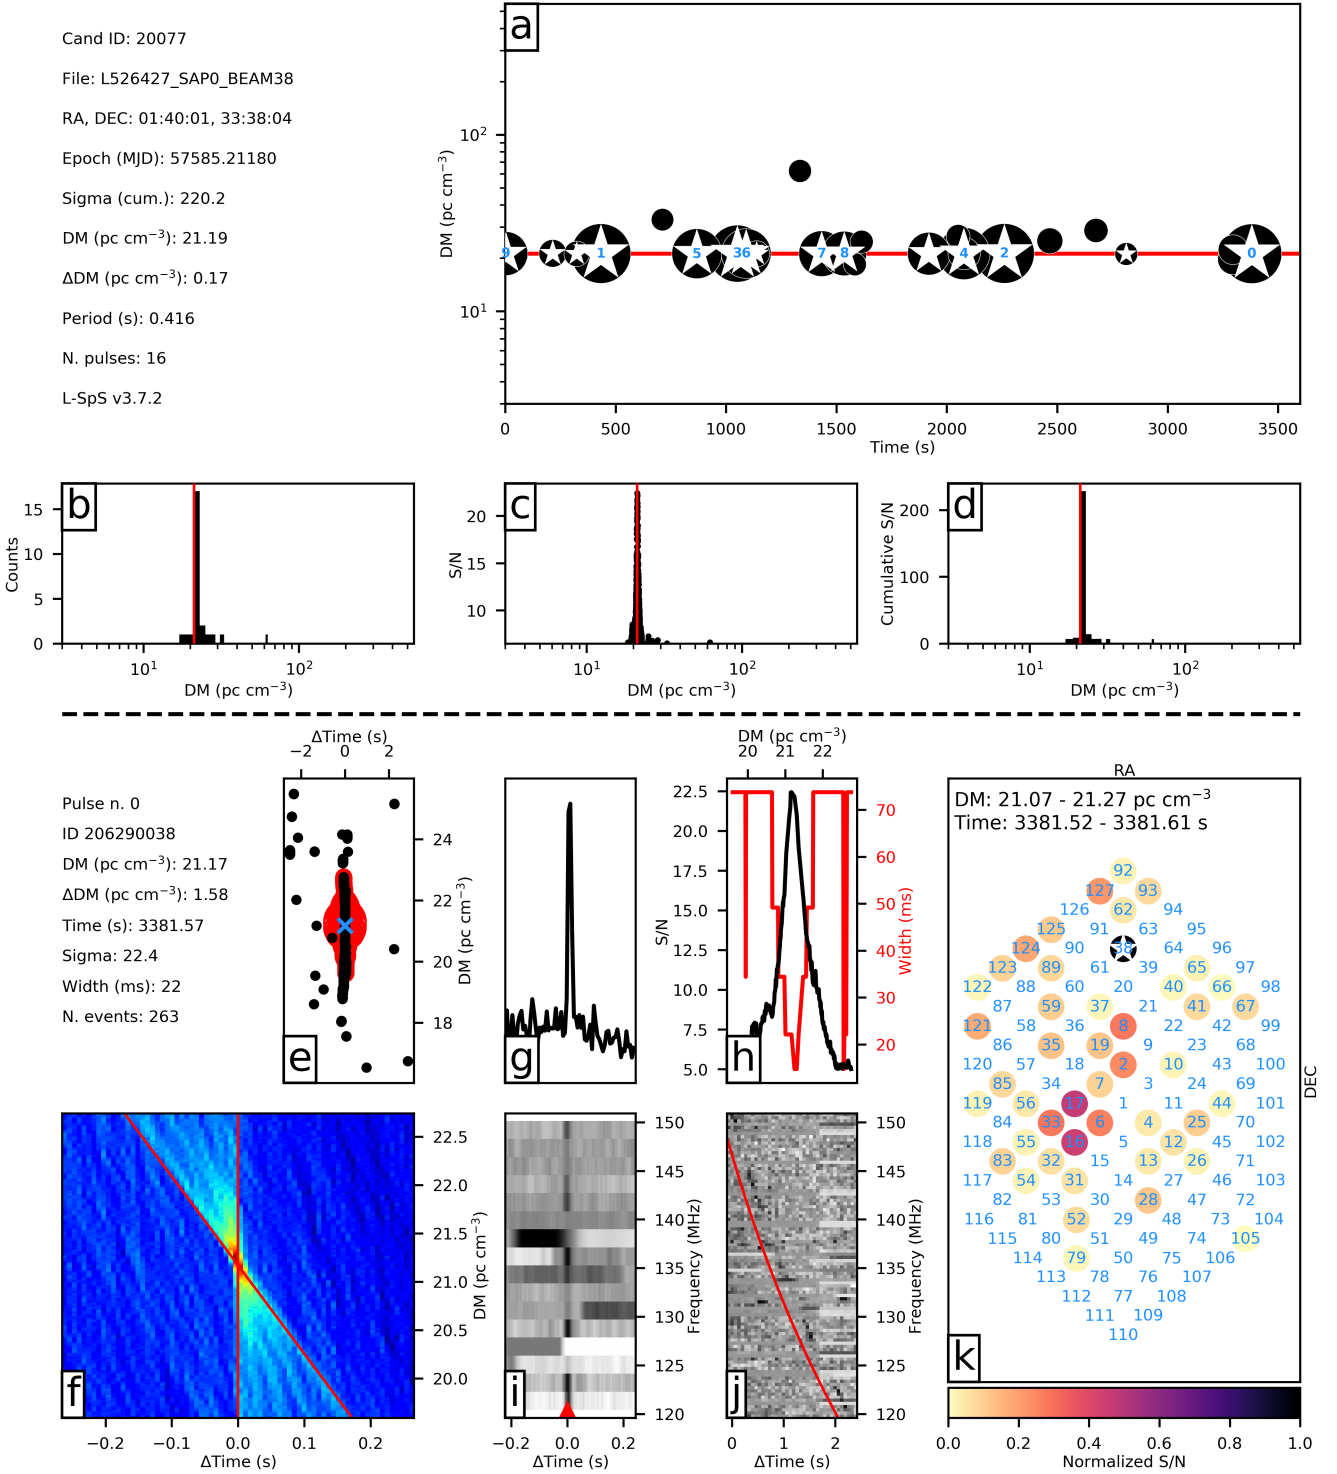 Cand ID: 20077
File: L526427_SAP0_BEAM38
RA, DEC: 01:40:01, 33:38:04
Epoch (MJD): 57585.21180
Sigma (cum.): 220.2
DM (pc cm⁻³): 21.19
ΔDM (pc cm⁻³): 0.17
Period (s): 0.416
N. pulses: 16
L-SpS v3.7.2
a
DM (pc cm⁻³)
10²
10¹
9 1 5 36 7 8 4 2 0
0 500 1000 1500 2000 2500 3000 3500
Time (s)
b
Counts
15
10
5
0
10¹ 10²
DM (pc cm⁻³)
c
S/N
20
15
10
10¹ 10²
DM (pc cm⁻³)
d
Cumulative S/N
200
100
0
10¹ 10²
DM (pc cm⁻³)
Pulse n. 0
ID 206290038
DM (pc cm⁻³): 21.17
ΔDM (pc cm⁻³): 1.58
Time (s): 3381.57
Sigma: 22.4
Width (ms): 22
N. events: 263
ΔTime (s)
−2 0 2
24
22
20
18
DM (pc cm⁻³)
e
g
DM (pc cm⁻³)
20 21 22
S/N
22.5
20.0
17.5
15.0
12.5
10.0
7.5
5.0
70
60
50
40
30
20
Width (ms)
h
f
22.5
22.0
21.5
21.0
20.5
20.0
DM (pc cm⁻³)
−0.2 −0.1 0.0 0.1 0.2
ΔTime (s)
i
150
145
140
135
130
125
120
Frequency (MHz)
−0.2 0.0 0.2
ΔTime (s)
j
150
145
140
135
130
125
120
Frequency (MHz)
0 1 2
ΔTime (s)
RA
DEC
DM: 21.07 - 21.27 pc cm⁻³
Time: 3381.52 - 3381.61 s
92
127 93
126 62 94
125 91 63 95
124 90 38 64 96
123 89 61 39 65 97
122 88 60 20 40 66 98
87 59 37 21 41 67
121 58 36 8 22 42 99
86 35 19 9 23 68
120 57 18 2 10 43 100
85 34 7 3 24 69
119 56 17 1 11 44 101
84 33 6 4 25 70
118 55 16 5 12 45 102
83 32 15 13 26 71
117 54 31 14 27 46 103
82 53 30 28 47 72
116 81 52 29 48 73 104
115 80 51 49 74 105
114 79 50 75 106
113 78 76 107
112 77 108
111 109
110
k
0.0 0.2 0.4 0.6 0.8 1.0
Normalized S/N